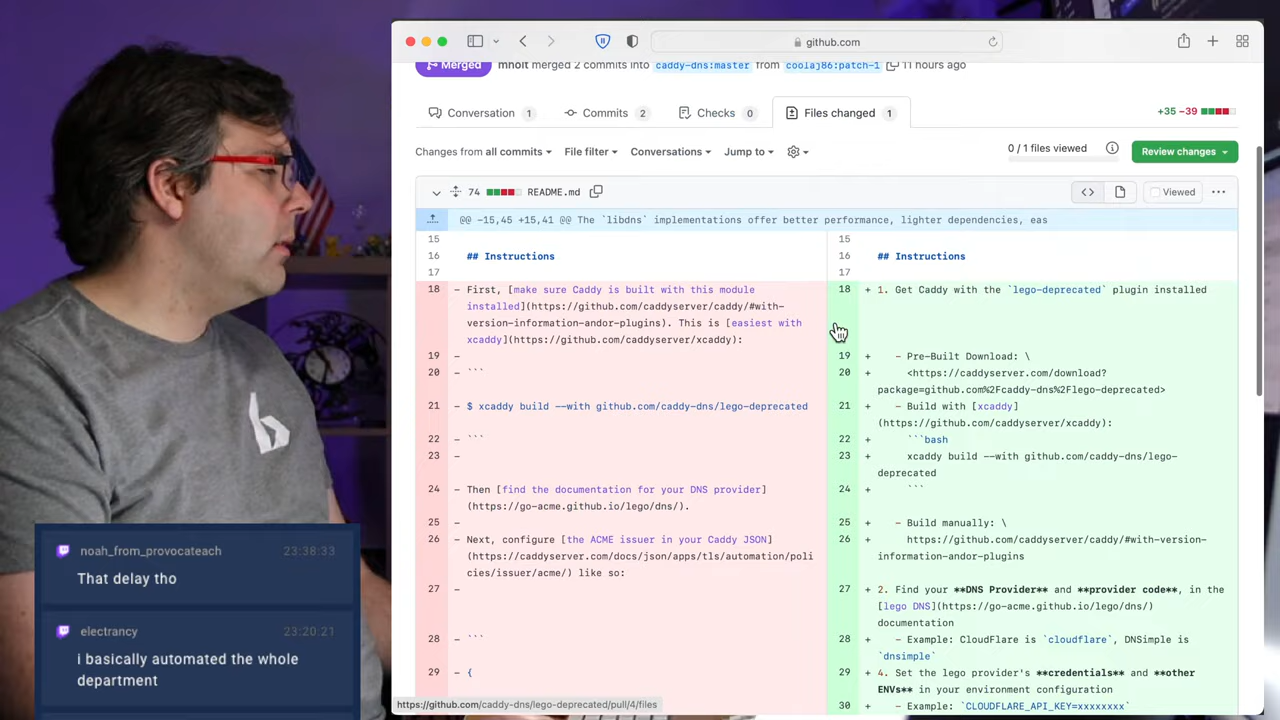 github.com
Merged mholt merged 2 commits into caddy-dns:master from coolaj86:patch-1 11 hours ago
Conversation 1 Commits 2 Checks 0 Files changed 1 +35 −39
Changes from all commits File filter Conversations Jump to 0 / 1 files viewed Review changes
74 README.md Viewed
@@ -15,45 +15,41 @@ The `libdns` implementations offer better performance, lighter dependencies, eas
15
16 ## Instructions
17
18 - First, [make sure Caddy is built with this module
installed](https://github.com/caddyserver/caddy/#with-
version-information-andor-plugins). This is [easiest with
xcaddy](https://github.com/caddyserver/xcaddy):
19 -
20 - ```
21 - $ xcaddy build --with github.com/caddy-dns/lego-deprecated
22 - ```
23 -
24 - Then [find the documentation for your DNS provider]
(https://go-acme.github.io/lego/dns/).
25 -
26 - Next, configure [the ACME issuer in your Caddy JSON]
(https://caddyserver.com/docs/json/apps/tls/automation/poli
cies/issuer/acme/) like so:
27 -
28 - ```
29 - {
15
16 ## Instructions
17
18 + 1. Get Caddy with the `lego-deprecated` plugin installed
19 + - Pre-Built Download: \
20 + <https://caddyserver.com/download?
package=github.com%2Fcaddy-dns%2Flego-deprecated>
21 + - Build with [xcaddy]
(https://github.com/caddyserver/xcaddy):
22 + ```bash
23 + xcaddy build --with github.com/caddy-dns/lego-
deprecated
24 + ```
25 + - Build manually: \
26 + https://github.com/caddyserver/caddy/#with-version-
information-andor-plugins
27 + 2. Find your **DNS Provider** and **provider code**, in the
[lego DNS](https://go-acme.github.io/lego/dns/)
documentation
28 + - Example: CloudFlare is `cloudflare`, DNSimple is
`dnsimple`
29 + 4. Set the lego provider's **credentials** and **other
ENVs** in your environment configuration
30 + - Example: `CLOUDFLARE_API_KEY=xxxxxxxx`
https://github.com/caddy-dns/lego-deprecated/pull/4/files
noah_from_provocateach 23:38:33
That delay tho
electrancy 23:20:21
i basically automated the whole
department